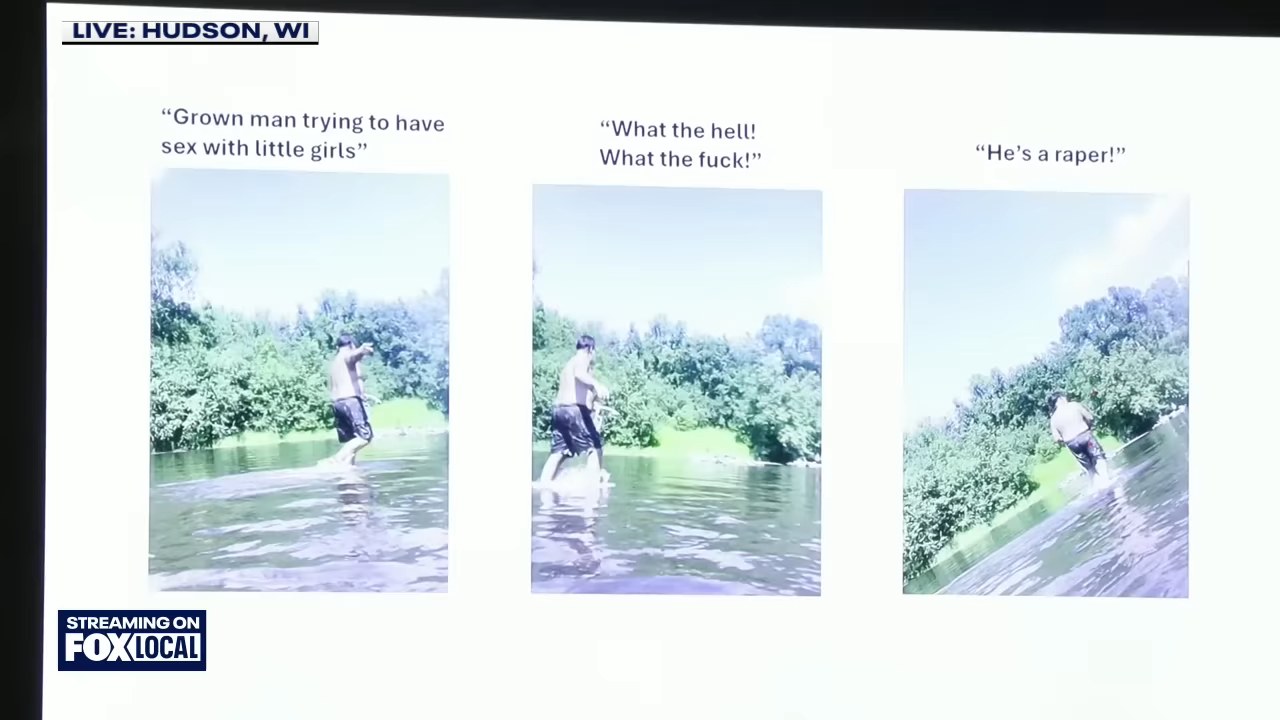 LIVE: HUDSON, WI
“Grown man trying to have
sex with little girls”
“What the hell!
What the fuck!”
“He’s a raper!”
STREAMING ON
FOX LOCAL